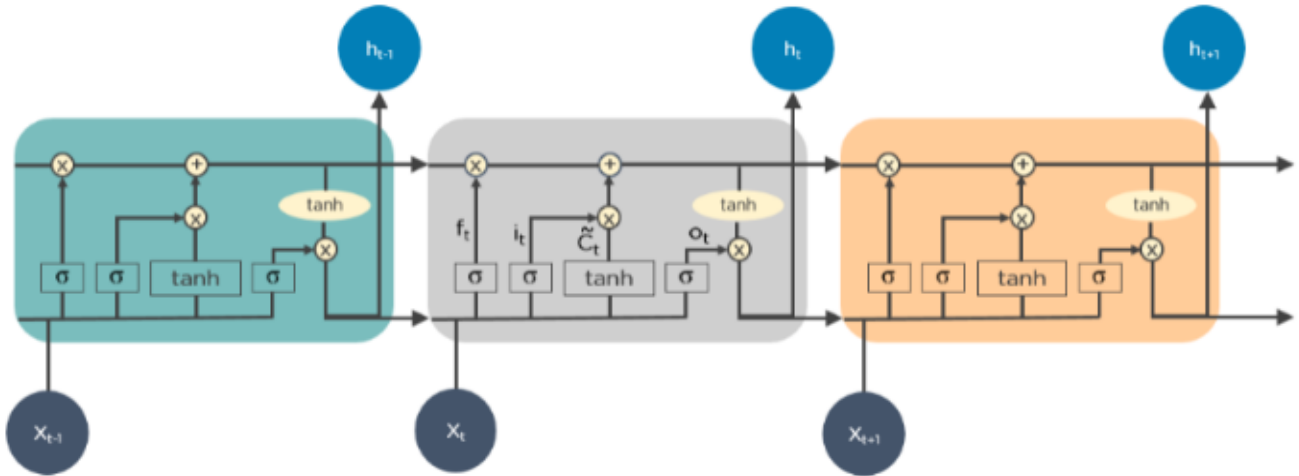 hₜ₋₁ hₜ hₜ₊₁
x + x + x +
tanh tanh tanh
x fₜ iₜ x C̃ₜ oₜ x
x x x
σ σ tanh σ σ σ tanh σ σ σ tanh σ
Xₜ₋₁ Xₜ Xₜ₊₁